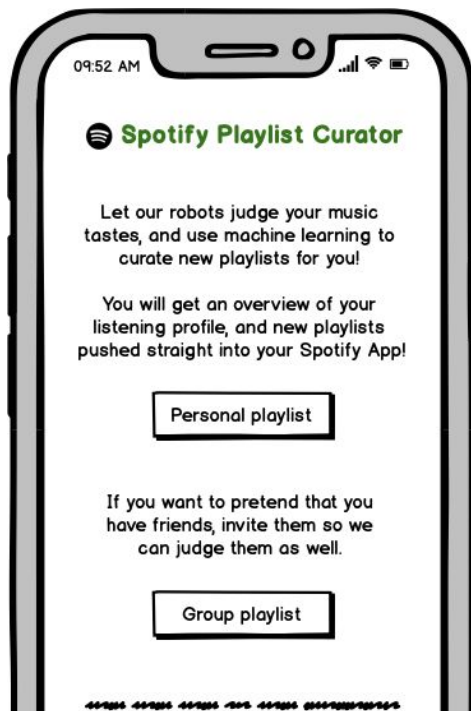 09:52 AM
Spotify Playlist Curator
Let our robots judge your music
tastes, and use machine learning to
curate new playlists for you!
You will get an overview of your
listening profile, and new playlists
pushed straight into your Spotify App!
Personal playlist
If you want to pretend that you
have friends, invite them so we
can judge them as well.
Group playlist